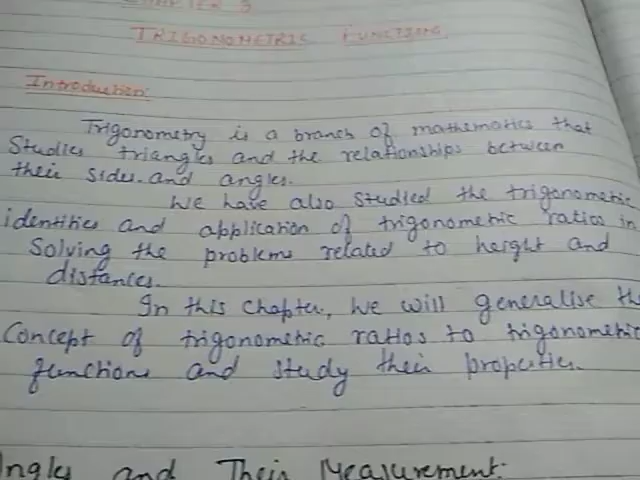 Chapter 3
TRIGONOMETRIC FUNCTIONS
Introduction:
Trigonometry is a branch of mathematics that
Studies triangles and the relationships between
their sides and angles.
We have also studied the trigonometric
identities and application of trigonometric ratios in
Solving the problems related to height and
distances.
In this chapter, we will generalise the
Concept of trigonometric ratios to trigonometric
functions and study their properties.
Angles and Their Measurement: